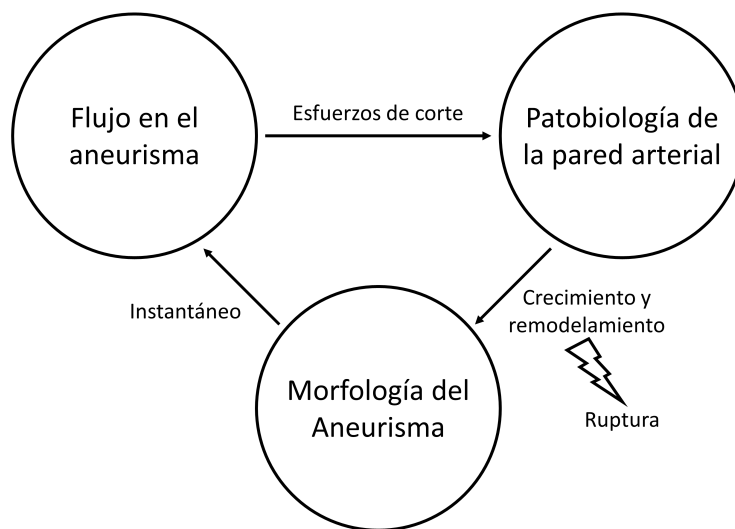 Flujo en el
aneurisma
Esfuerzos de corte
Patobiología de
la pared arterial
Instantáneo
Crecimiento y
remodelamiento
Morfología del
Aneurisma
Ruptura